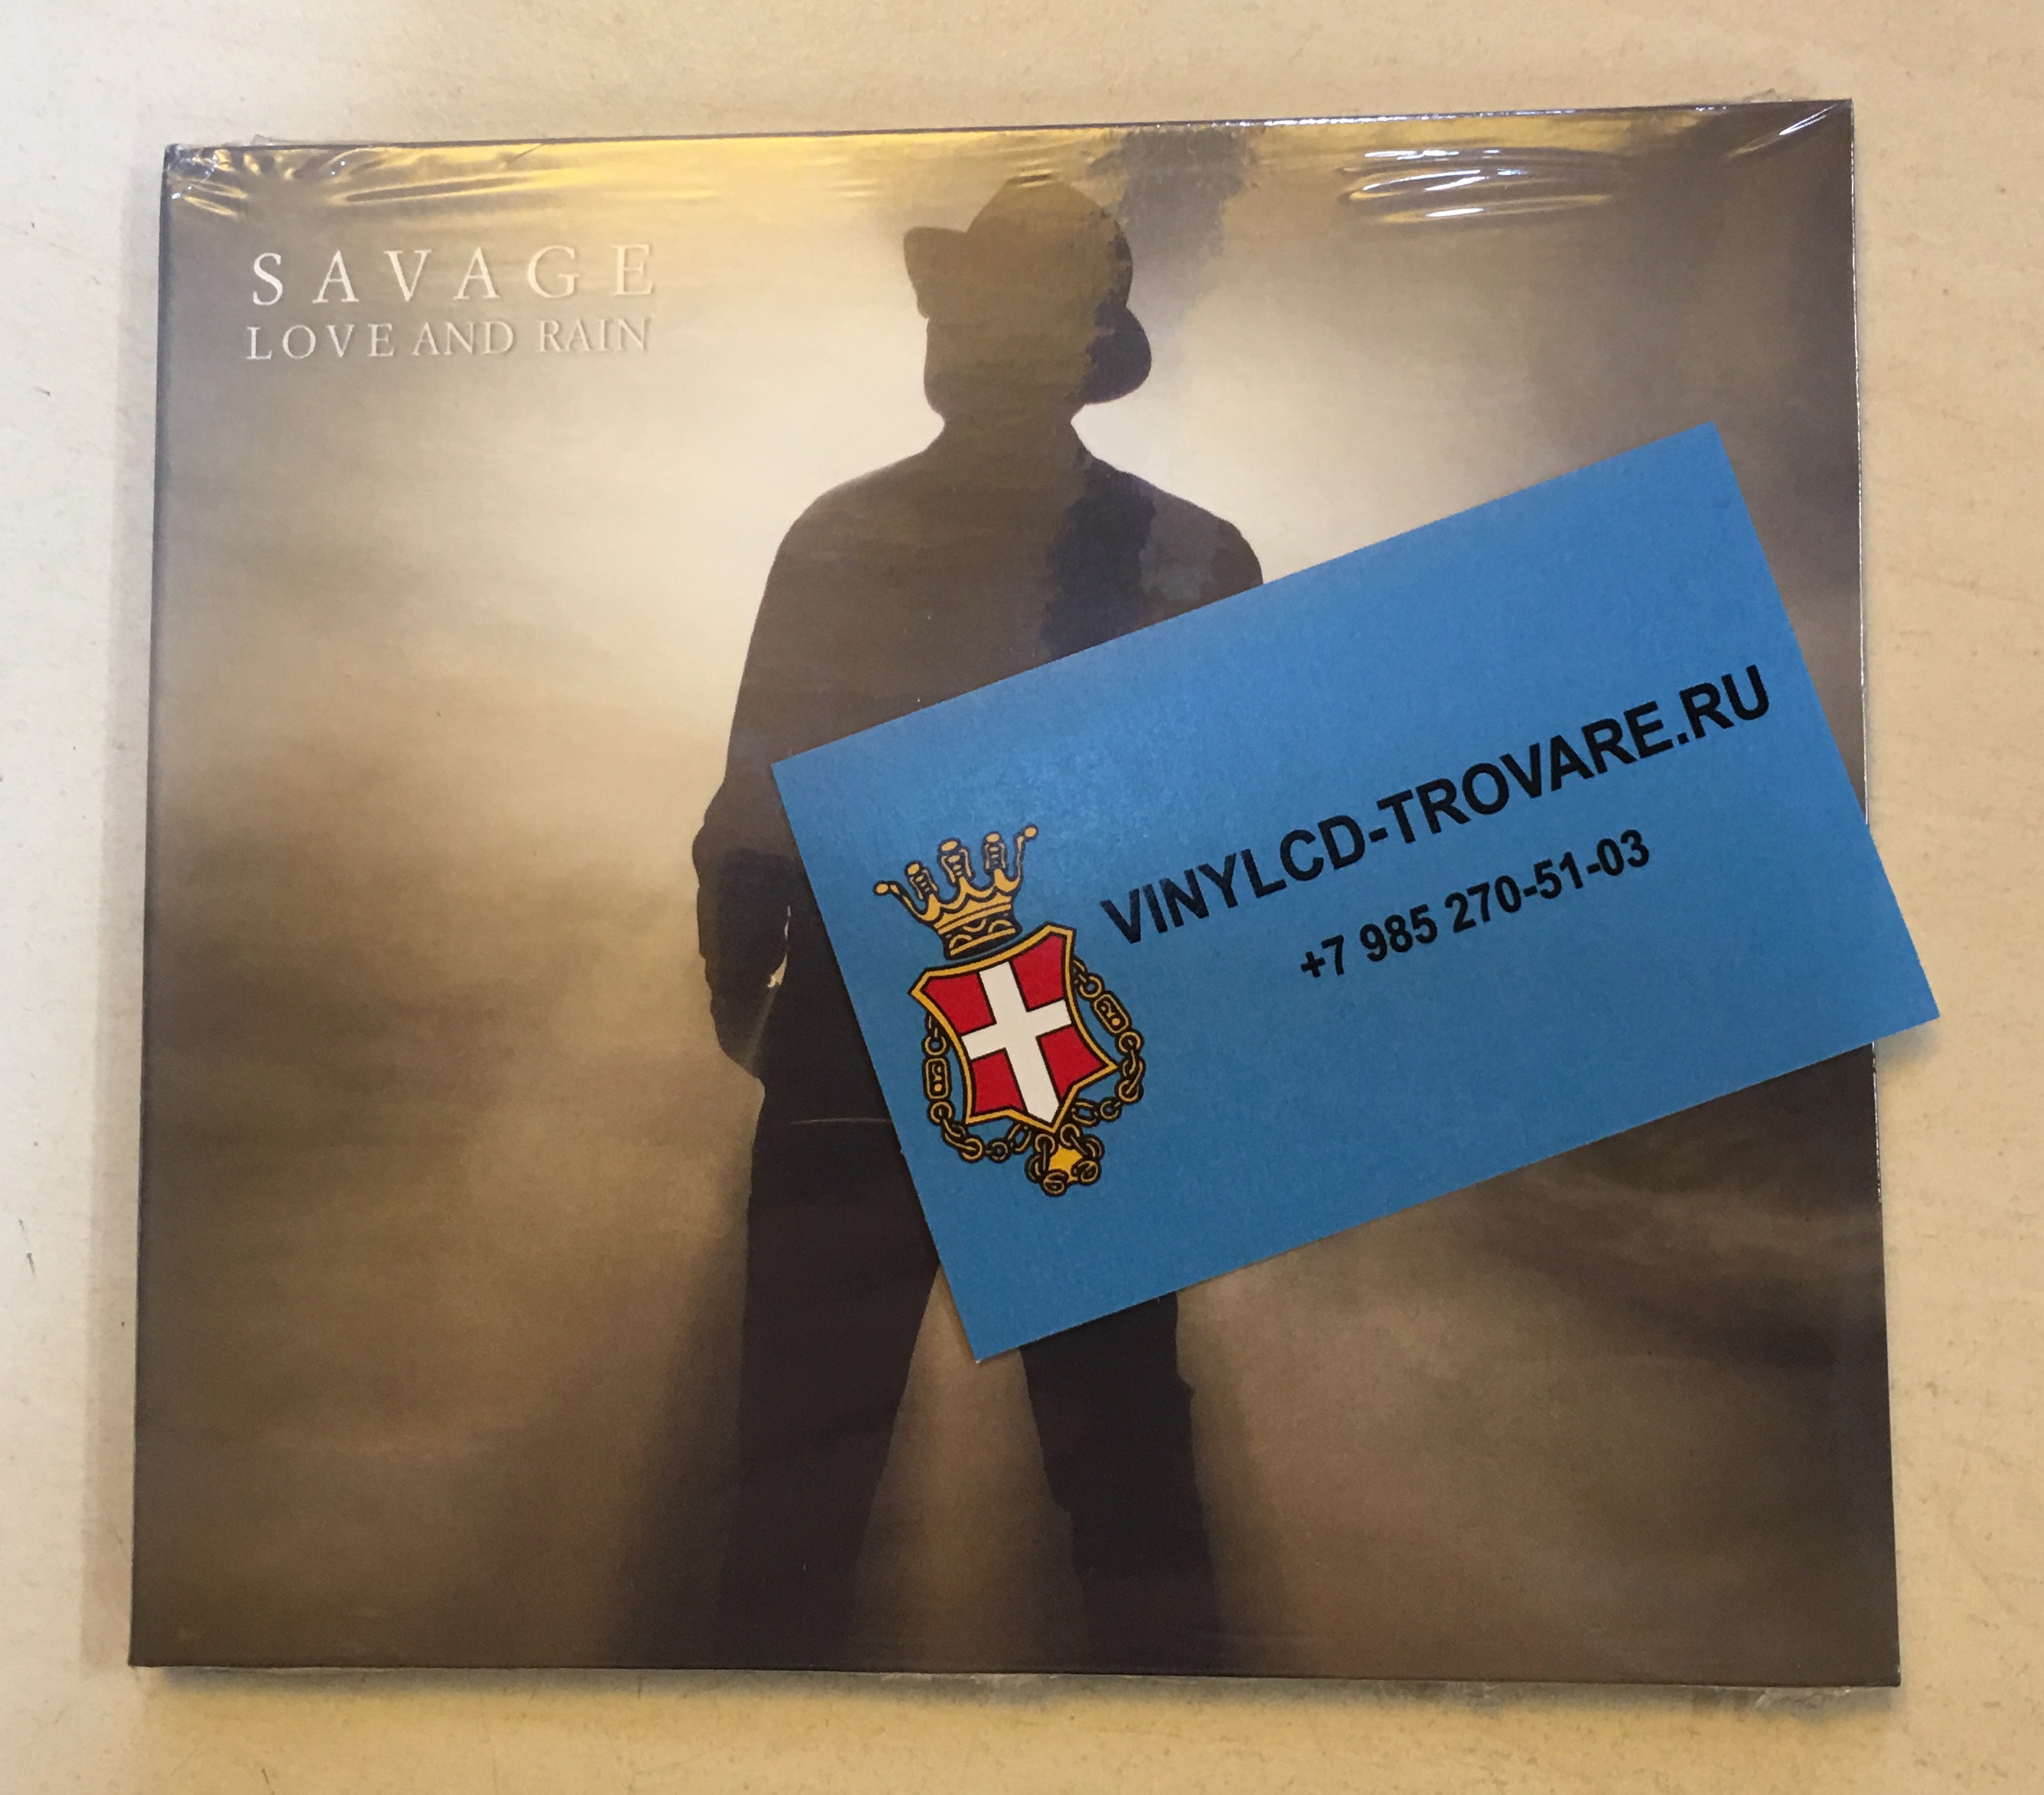 SAVAGE
LOVE AND RAIN
VINYLCD-TROVARE.RU
+7 985 270-51-03